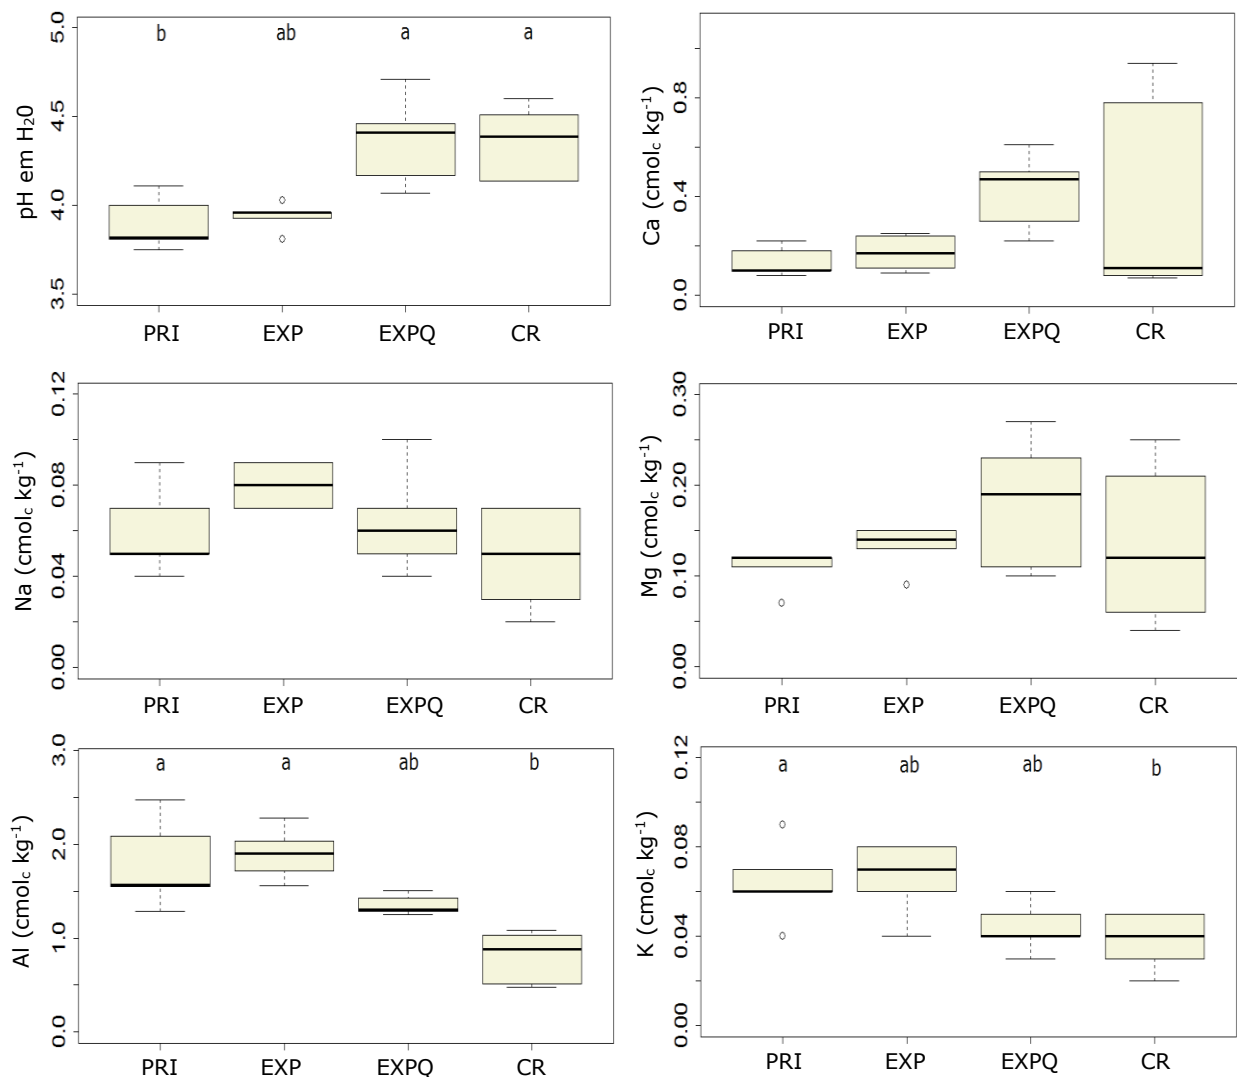 pH em H₂0
5.0
4.5
4.0
3.5
b ab a a
PRI EXP EXPQ CR
Ca (cmolc kg⁻¹)
0.8
0.4
0.0
PRI EXP EXPQ CR
Na (cmolc kg⁻¹)
0.12
0.08
0.04
0.00
PRI EXP EXPQ CR
Mg (cmolc kg⁻¹)
0.30
0.20
0.10
0.00
PRI EXP EXPQ CR
Al (cmolc kg⁻¹)
3.0
2.0
1.0
0.0
a a ab b
PRI EXP EXPQ CR
K (cmolc kg⁻¹)
0.12
0.08
0.04
0.00
a ab ab b
PRI EXP EXPQ CR